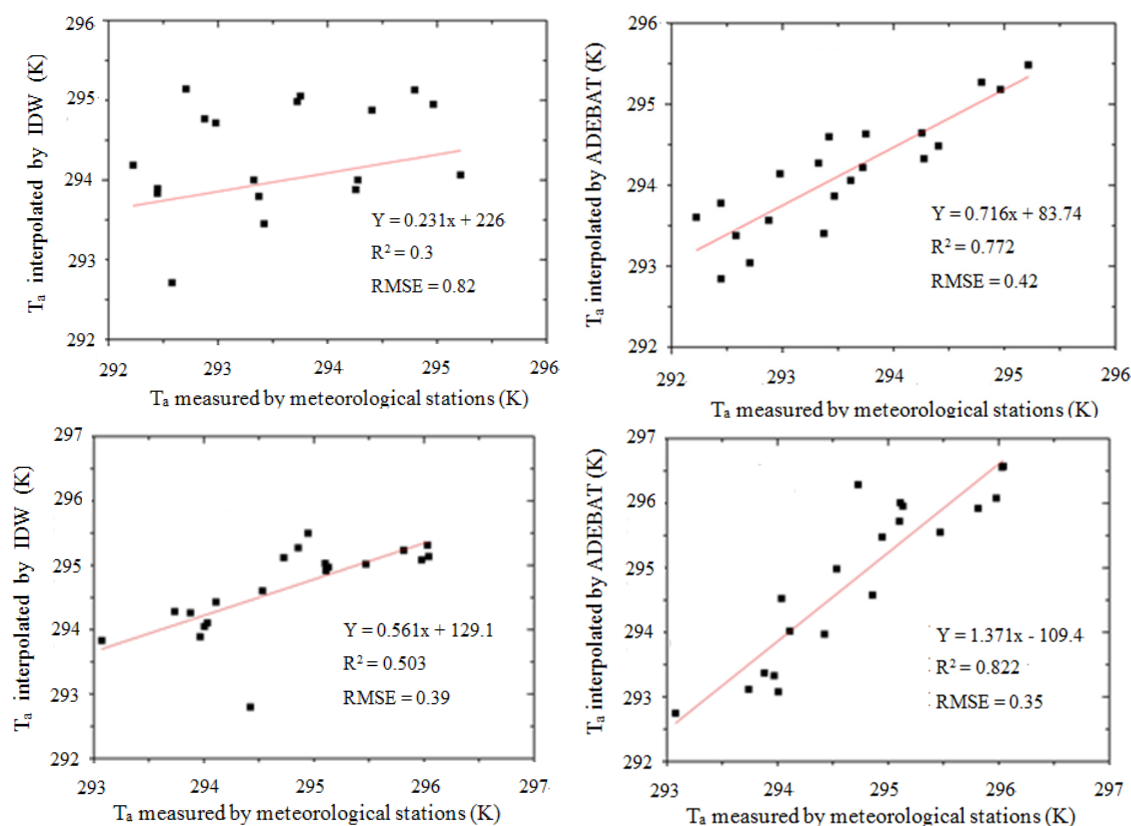 Tₐ interpolated by IDW (K)
296
295
294
293
292
Y = 0.231x + 226
R² = 0.3
RMSE = 0.82
292 293 294 295 296
Tₐ measured by meteorological stations (K)
Tₐ interpolated by ADEBAT (K)
296
295
294
293
292
Y = 0.716x + 83.74
R² = 0.772
RMSE = 0.42
292 293 294 295 296
Tₐ measured by meteorological stations (K)
Tₐ interpolated by IDW (K)
297
296
295
294
293
292
Y = 0.561x + 129.1
R² = 0.503
RMSE = 0.39
293 294 295 296 297
Tₐ measured by meteorological stations (K)
Tₐ interpolated by ADEBAT (K)
297
296
295
294
293
292
Y = 1.371x - 109.4
R² = 0.822
RMSE = 0.35
293 294 295 296 297
Tₐ measured by meteorological stations (K)